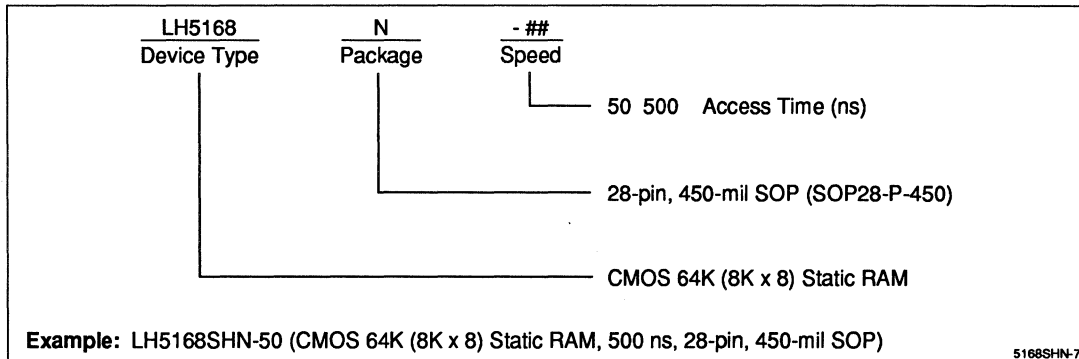 LH5168 N - ##
Device Type Package Speed
50 500 Access Time (ns)
28-pin, 450-mil SOP (SOP28-P-450)
CMOS 64K (8K x 8) Static RAM
Example: LH5168SHN-50 (CMOS 64K (8K x 8) Static RAM, 500 ns, 28-pin, 450-mil SOP)
5168SHN-7